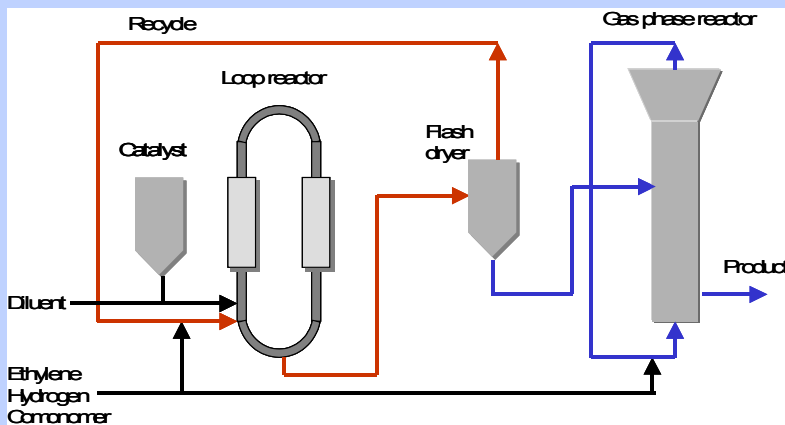 Recycle
Gas phase reactor
Loop reactor
Flash
dryer
Catalyst
Product
Diluent
Ethylene
Hydrogen
Comonomer